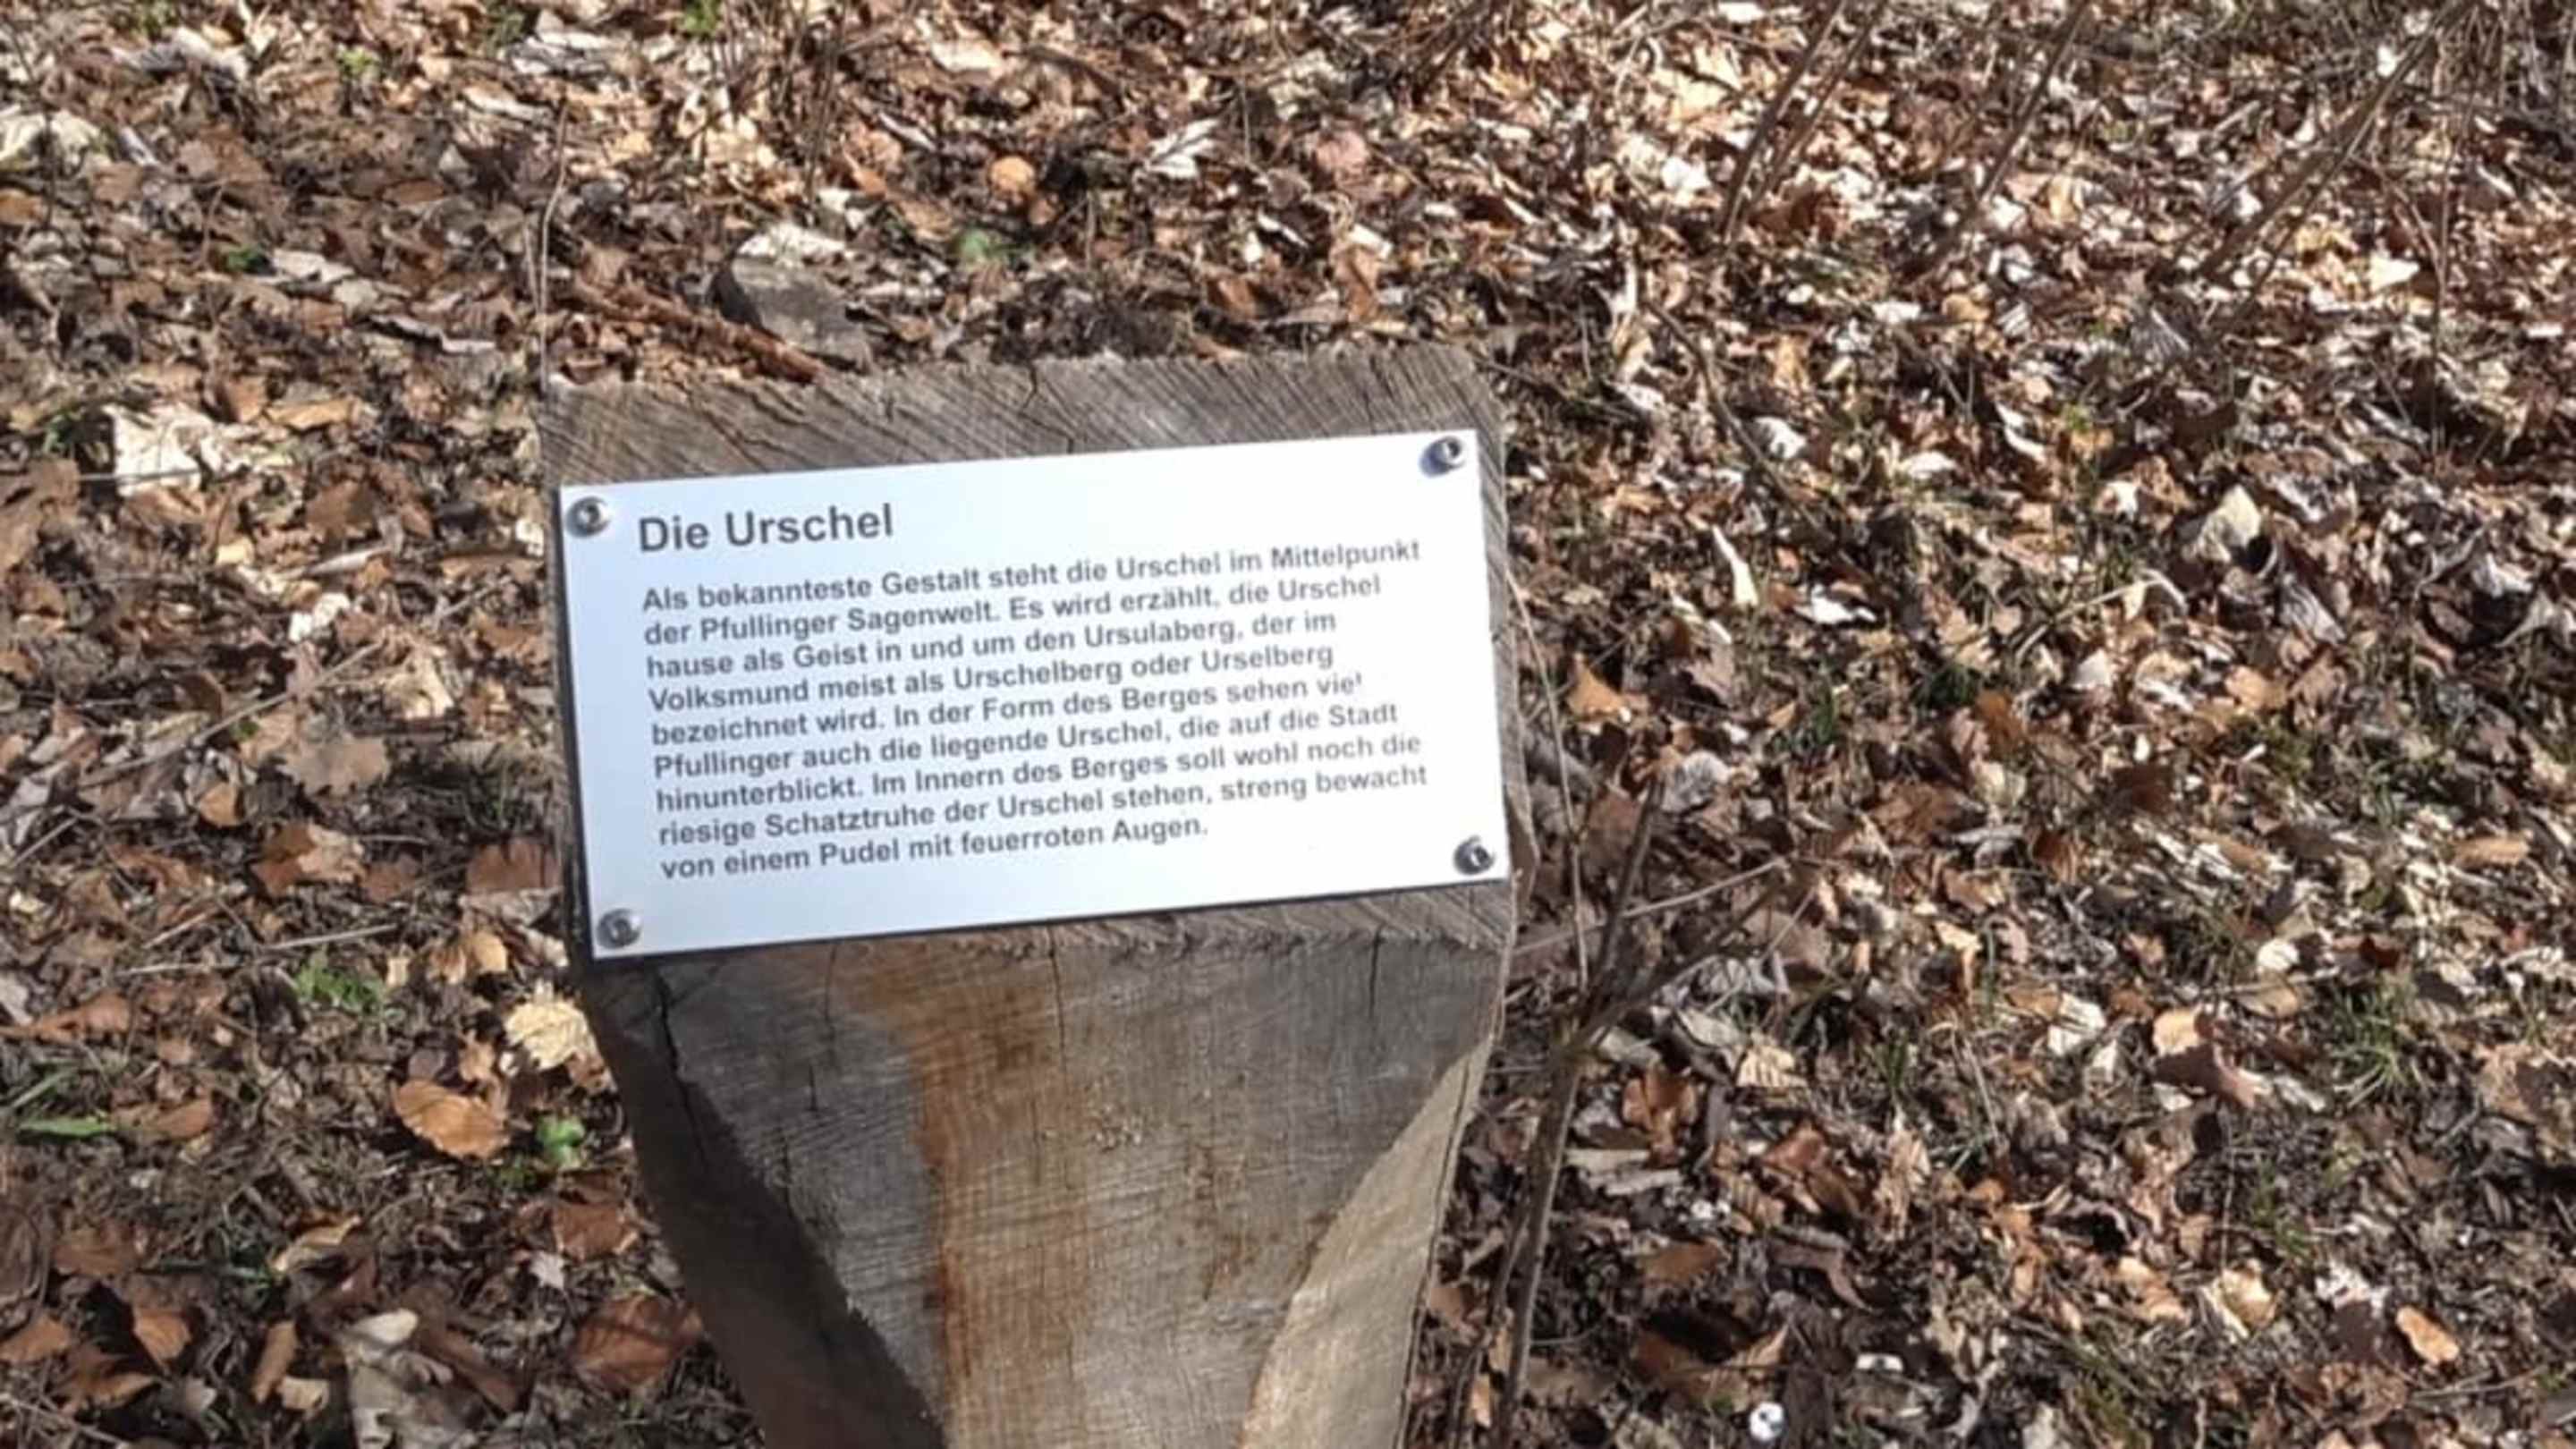 Die Urschel
Als bekannteste Gestalt steht die Urschel im Mittelpunkt
der Pfullinger Sagenwelt. Es wird erzählt, die Urschel
hause als Geist in und um den Ursulaberg, der im
Volksmund meist als Urschelberg oder Urselberg
bezeichnet wird. In der Form des Berges sehen viel
Pfullinger auch die liegende Urschel, die auf die Stadt
hinunterblickt. Im Innern des Berges soll wohl noch die
riesige Schatztruhe der Urschel stehen, streng bewacht
von einem Pudel mit feuerroten Augen.